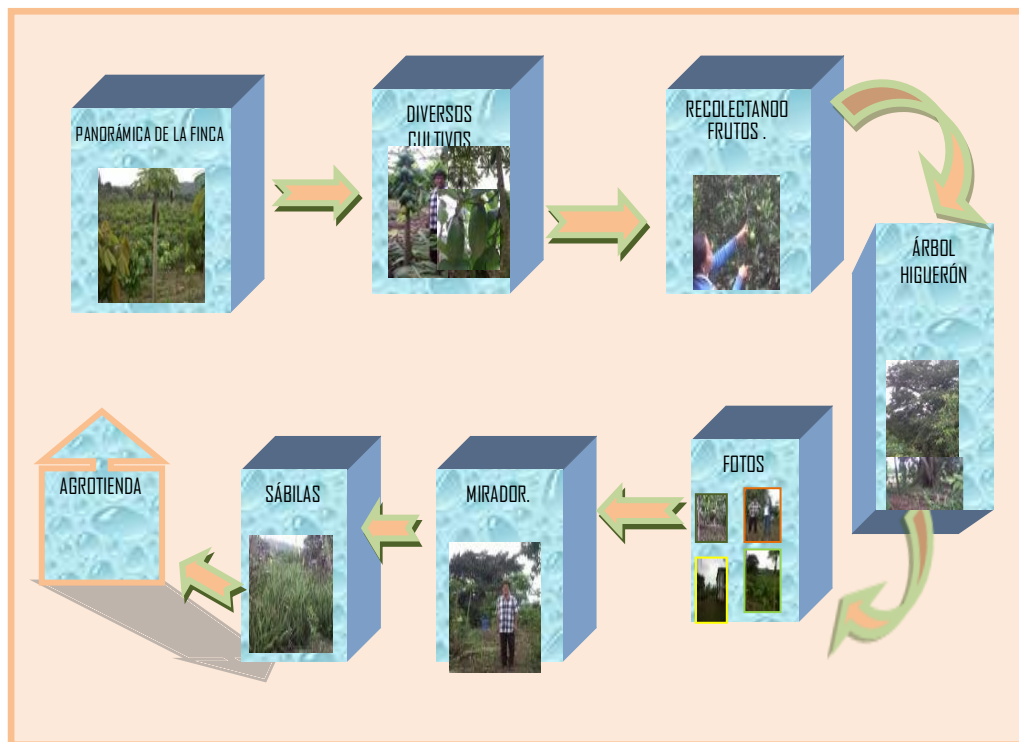 PANORÁMICA DE LA FINCA
DIVERSOS
CULTIVOS
RECOLECTANDO
FRUTOS .
ÁRBOL
HIGUERÓN
FOTOS
MIRADOR.
SÁBILAS
AGROTIENDA